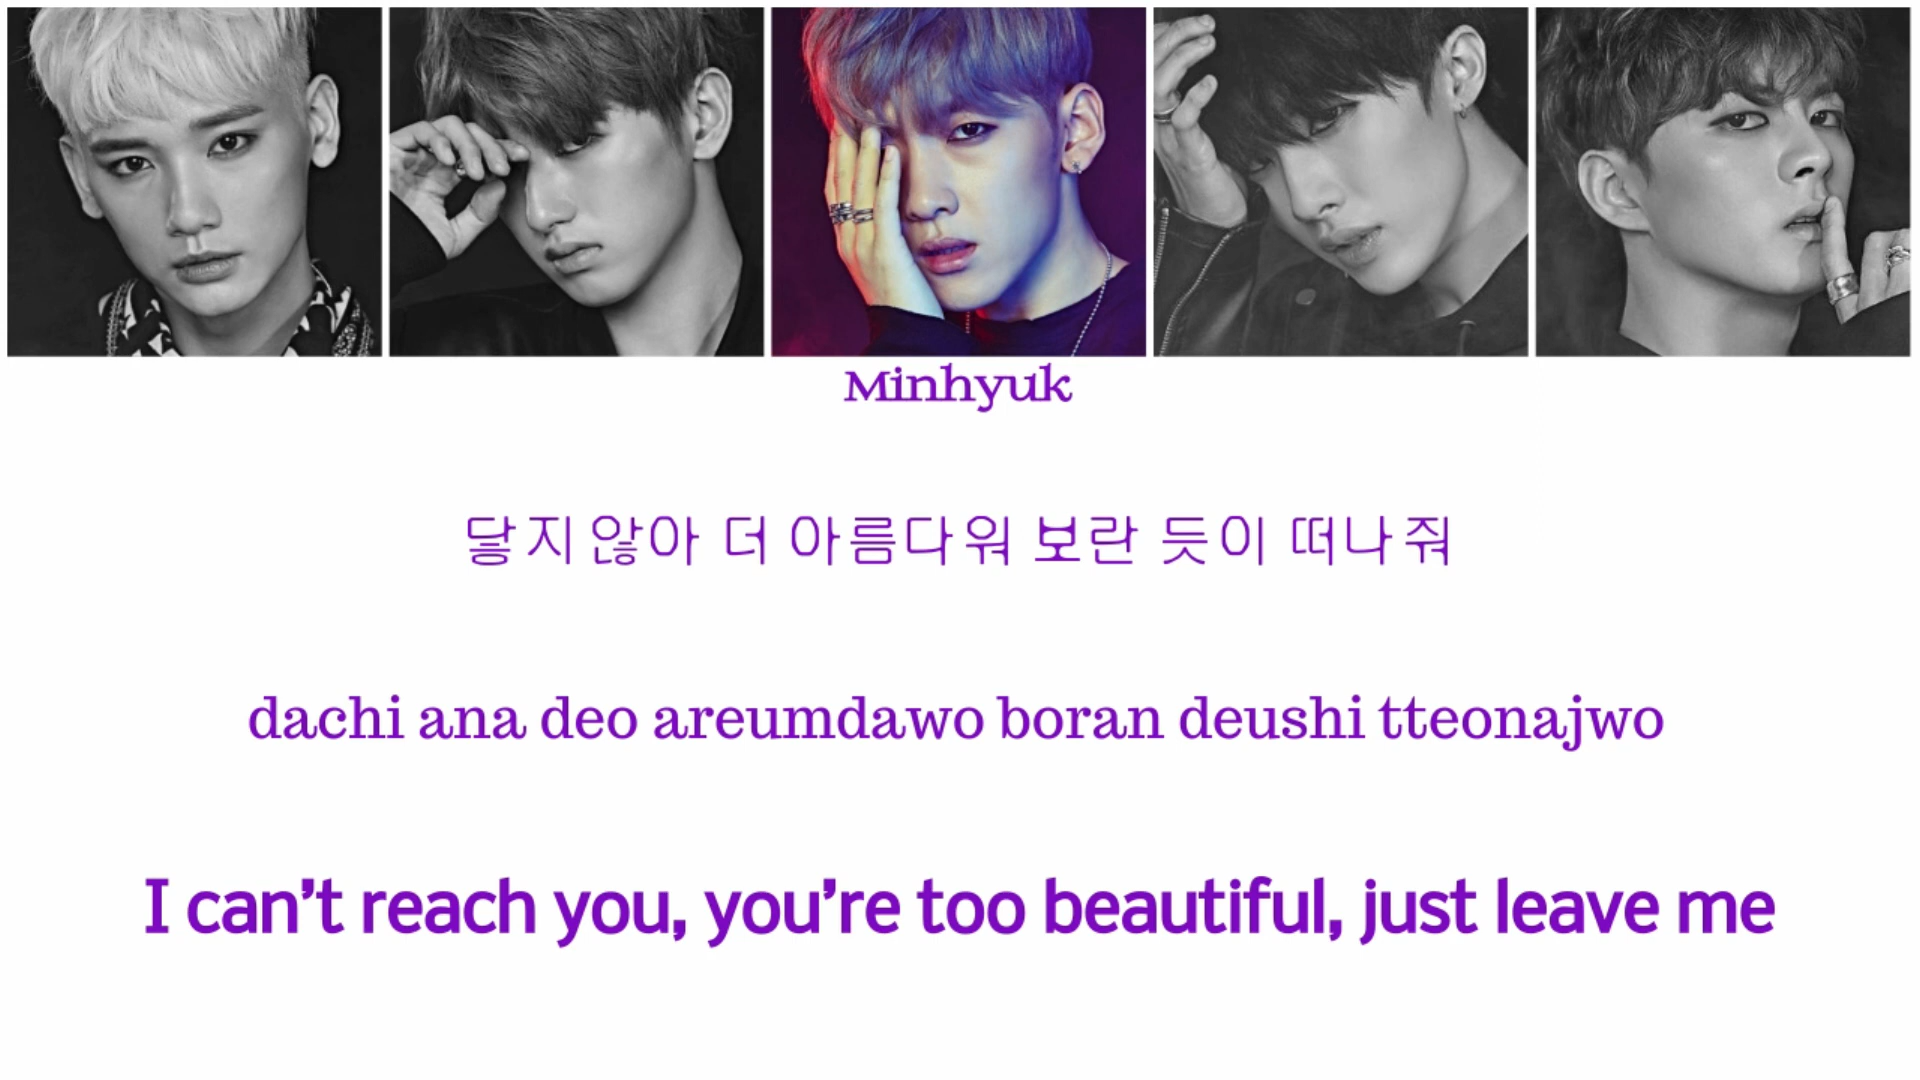 Minhyuk
닿지 않아 더 아름다워 보란 듯이 떠나줘
dachi ana deo areumdawo boran deushi tteonajwo
I can’t reach you, you’re too beautiful, just leave me